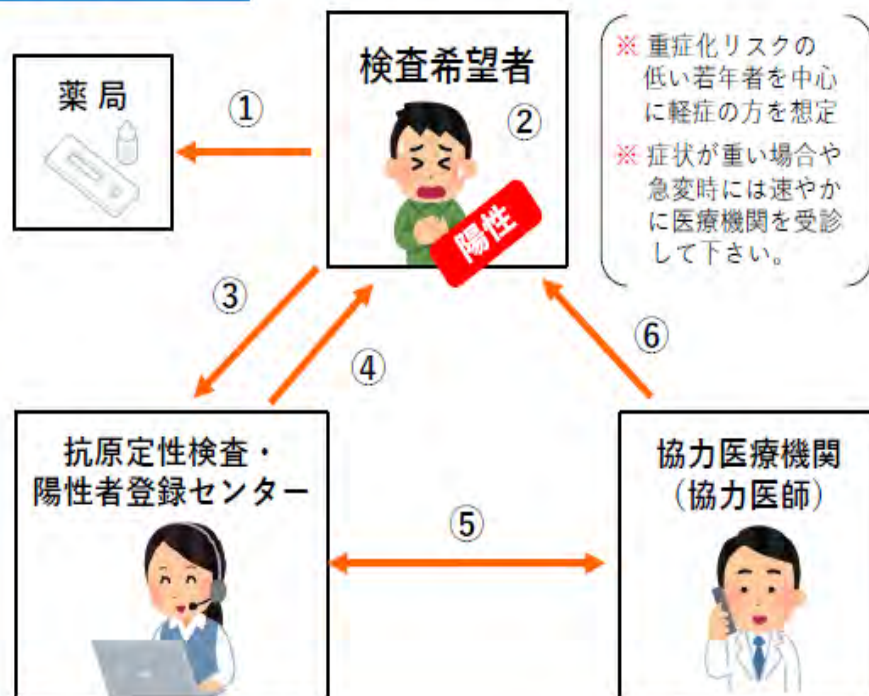 薬局
①
検査希望者
②
陽性
※ 重症化リスクの
低い若年者を中心
に軽症の方を想定
※ 症状が重い場合や
急変時には速やか
に医療機関を受診
して下さい。
③
④
⑥
抗原定性検査・
陽性者登録センター
⑤
協力医療機関
（協力医師）